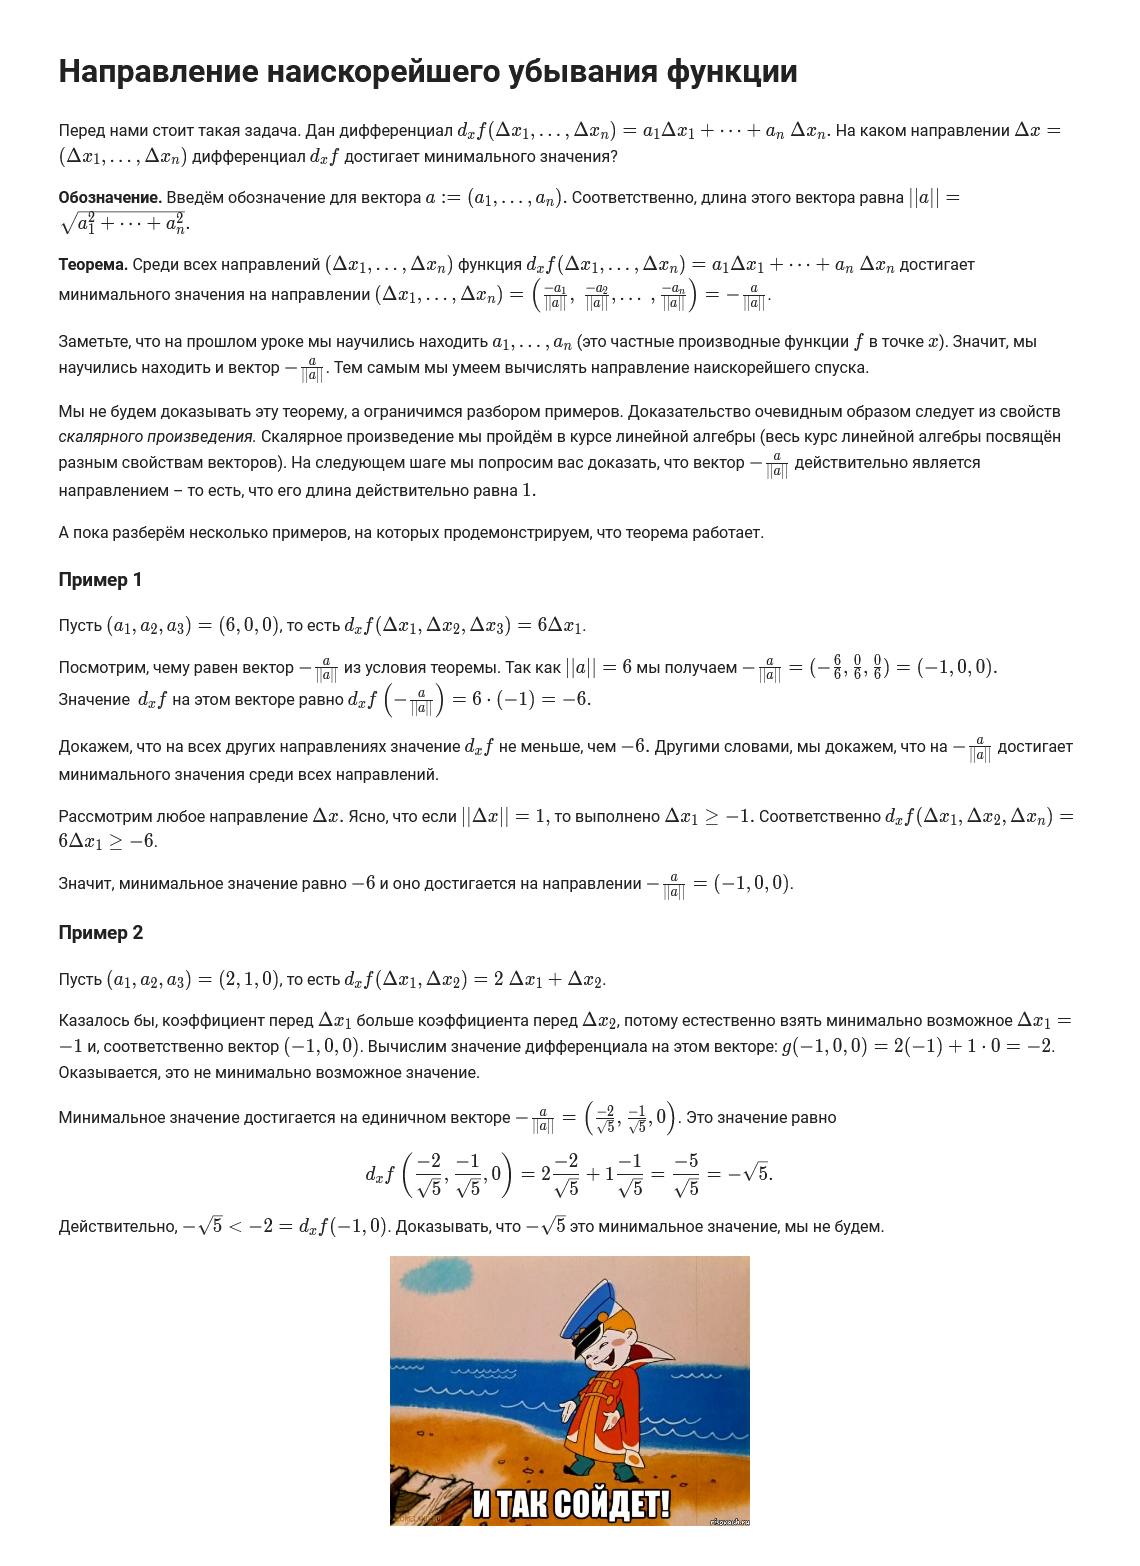 Направление наискорейшего убывания функции
Перед нами стоит такая задача. Дан дифференциал $d_x f(\Delta x_1, \ldots, \Delta x_n) = a_1 \Delta x_1 + \cdots + a_n \ \Delta x_n.$ На каком направлении $\Delta x =$
$(\Delta x_1, \ldots, \Delta x_n)$ дифференциал $d_x f$ достигает минимального значения?
Обозначение. Введём обозначение для вектора $a := (a_1, \ldots, a_n).$ Соответственно, длина этого вектора равна $||a|| =$
$\sqrt{a_1^2 + \cdots + a_n^2}.$
Теорема. Среди всех направлений $(\Delta x_1, \ldots, \Delta x_n)$ функция $d_x f(\Delta x_1, \ldots, \Delta x_n) = a_1 \Delta x_1 + \cdots + a_n \ \Delta x_n$ достигает
минимального значения на направлении $(\Delta x_1, \ldots, \Delta x_n) = \left(\frac{-a_1}{||a||}, \ \frac{-a_2}{||a||}, \ldots, \frac{-a_n}{||a||}\right) = -\frac{a}{||a||}$.
Заметьте, что на прошлом уроке мы научились находить $a_1, \ldots, a_n$ (это частные производные функции $f$ в точке $x$). Значит, мы
научились находить и вектор $-\frac{a}{||a||}$. Тем самым мы умеем вычислять направление наискорейшего спуска.
Мы не будем доказывать эту теорему, а ограничимся разбором примеров. Доказательство очевидным образом следует из свойств
скалярного произведения. Скалярное произведение мы пройдём в курсе линейной алгебры (весь курс линейной алгебры посвящён
разным свойствам векторов). На следующем шаге мы попросим вас доказать, что вектор $-\frac{a}{||a||}$ действительно является
направлением – то есть, что его длина действительно равна $1.$
А пока разберём несколько примеров, на которых продемонстрируем, что теорема работает.
Пример 1
Пусть $(a_1, a_2, a_3) = (6, 0, 0)$, то есть $d_x f(\Delta x_1, \Delta x_2, \Delta x_3) = 6\Delta x_1$.
Посмотрим, чему равен вектор $-\frac{a}{||a||}$ из условия теоремы. Так как $||a|| = 6$ мы получаем $-\frac{a}{||a||} = (-\frac{6}{6}, \frac{0}{6}, \frac{0}{6}) = (-1, 0, 0).$
Значение $d_x f$ на этом векторе равно $d_x f\left(-\frac{a}{||a||}\right) = 6 \cdot (-1) = -6.$
Докажем, что на всех других направлениях значение $d_x f$ не меньше, чем $-6.$ Другими словами, мы докажем, что на $-\frac{a}{||a||}$ достигает
минимального значения среди всех направлений.
Рассмотрим любое направление $\Delta x.$ Ясно, что если $||\Delta x|| = 1,$ то выполнено $\Delta x_1 \geq -1.$ Соответственно $d_x f(\Delta x_1, \Delta x_2, \Delta x_n) =$
$6\Delta x_1 \geq -6$.
Значит, минимальное значение равно $-6$ и оно достигается на направлении $-\frac{a}{||a||} = (-1, 0, 0)$.
Пример 2
Пусть $(a_1, a_2, a_3) = (2, 1, 0)$, то есть $d_x f(\Delta x_1, \Delta x_2) = 2 \ \Delta x_1 + \Delta x_2$.
Казалось бы, коэффициент перед $\Delta x_1$ больше коэффициента перед $\Delta x_2$, потому естественно взять минимально возможное $\Delta x_1 =$
$-1$ и, соответственно вектор $(-1, 0, 0)$. Вычислим значение дифференциала на этом векторе: $g(-1, 0, 0) = 2(-1) + 1 \cdot 0 = -2$.
Оказывается, это не минимально возможное значение.
Минимальное значение достигается на единичном векторе $-\frac{a}{||a||} = \left(\frac{-2}{\sqrt{5}}, \frac{-1}{\sqrt{5}}, 0\right)$. Это значение равно
$d_x f\left(\frac{-2}{\sqrt{5}}, \frac{-1}{\sqrt{5}}, 0\right) = 2\frac{-2}{\sqrt{5}} + 1\frac{-1}{\sqrt{5}} = \frac{-5}{\sqrt{5}} = -\sqrt{5}.$
Действительно, $-\sqrt{5} < -2 = d_x f(-1, 0)$. Доказывать, что $-\sqrt{5}$ это минимальное значение, мы не будем.
И ТАК СОЙДЕТ!
risovach.ru